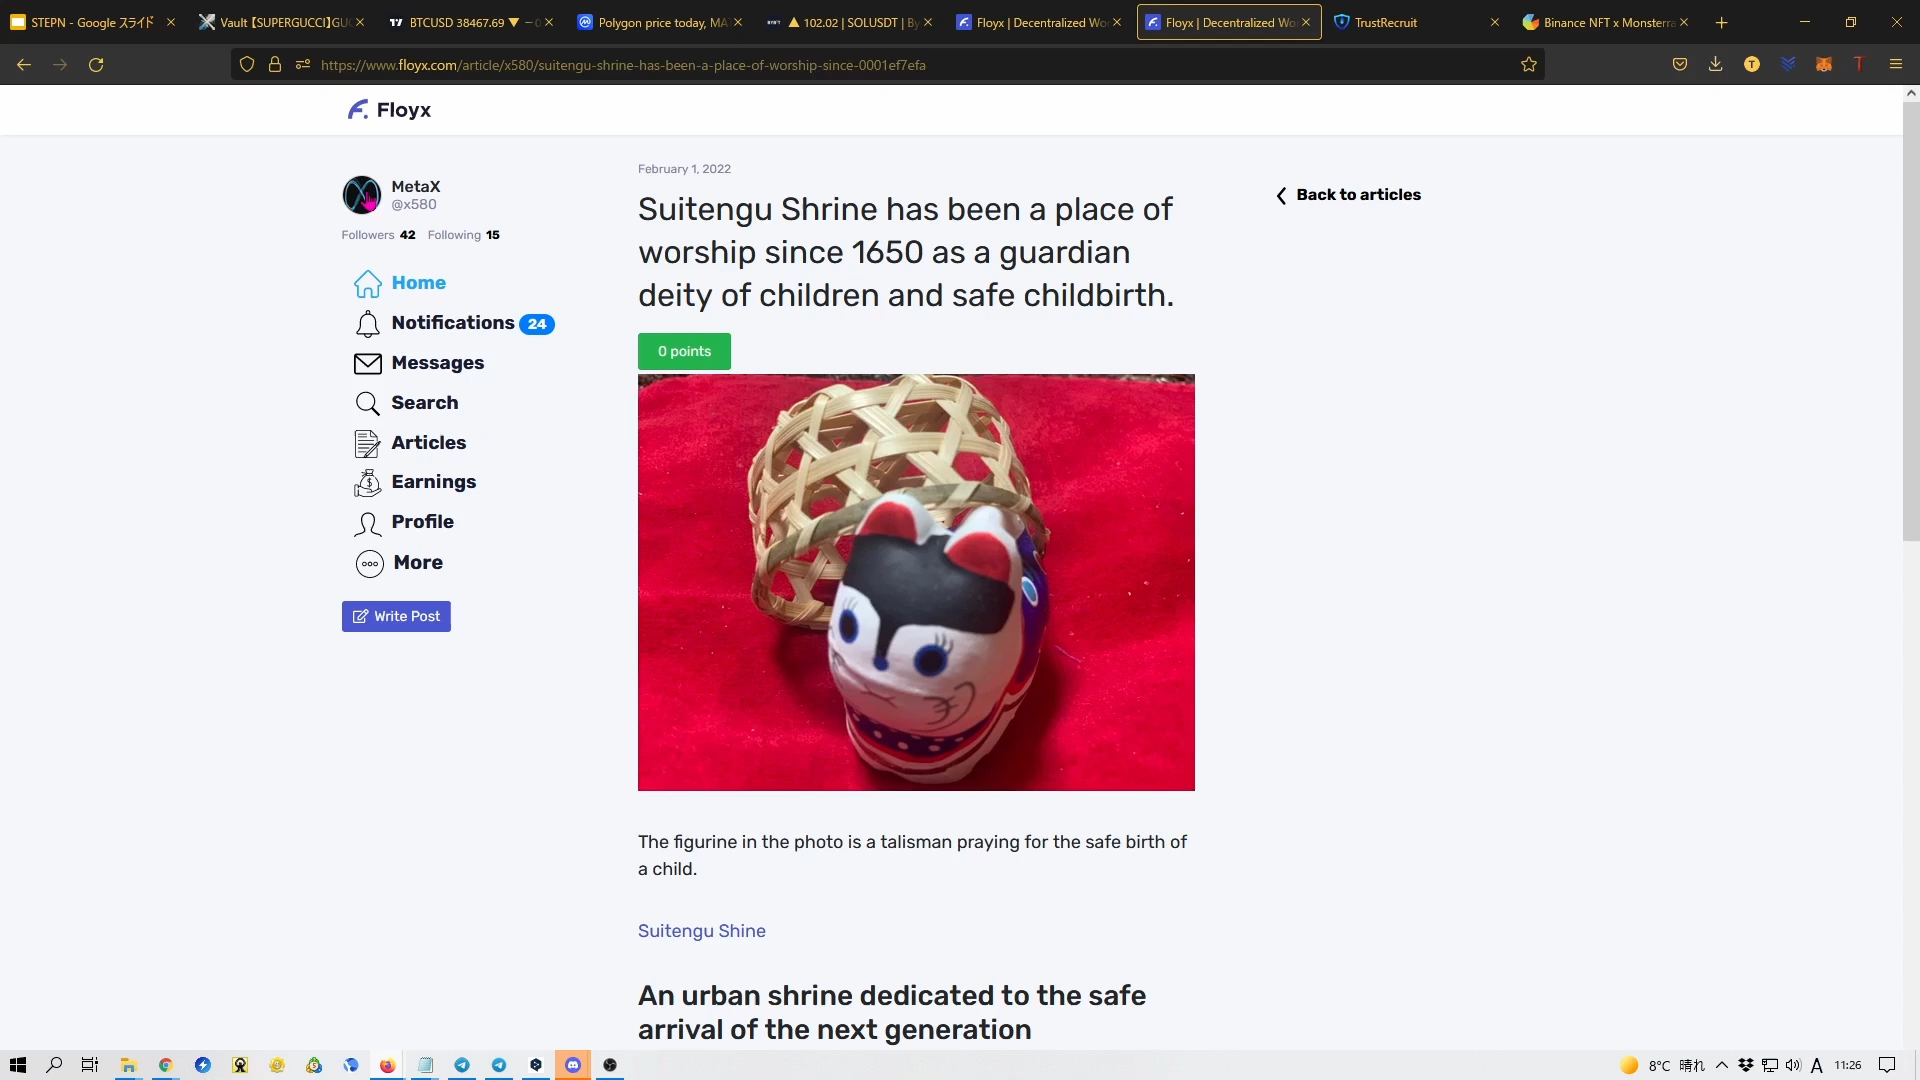 STEPN - Google スライド
Vault【SUPERGUCCI】GU
BTCUSD 38467.69 ▼ −
Polygon price today, MA
▲ 102.02 | SOLUSDT | By
Floyx | Decentralized Wo
Floyx | Decentralized Wo
TrustRecruit
Binance NFT x Monsterra
https://www.floyx.com/article/x580/suitengu-shrine-has-been-a-place-of-worship-since-0001ef7efa
Floyx
MetaX
@x580
Followers 42 Following 15
Home
Notifications 24
Messages
Search
Articles
Earnings
Profile
More
Write Post
February 1, 2022
Suitengu Shrine has been a place of
worship since 1650 as a guardian
deity of children and safe childbirth.
0 points
Back to articles
The figurine in the photo is a talisman praying for the safe birth of
a child.
Suitengu Shine
An urban shrine dedicated to the safe
arrival of the next generation
8°C 晴れ A 11:26